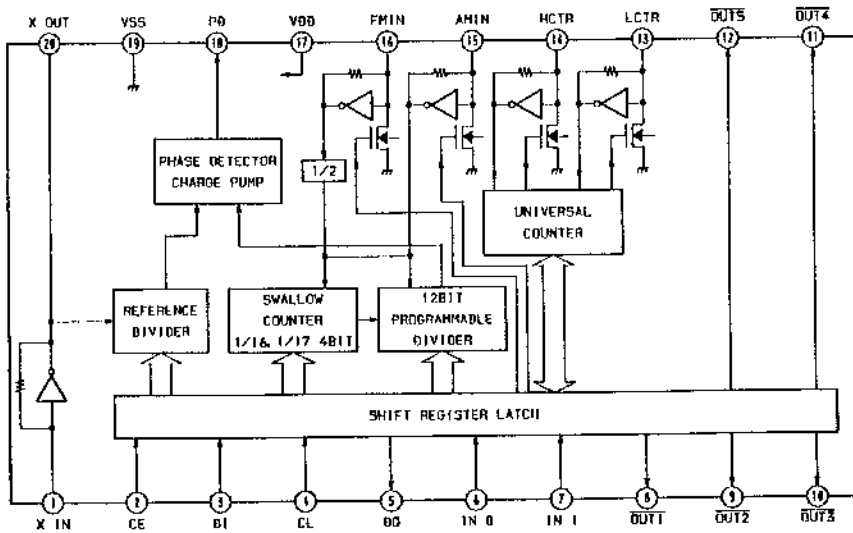 X OUT VSS PD VDD FMIN AMIN HCTR LCTR OUT5 OUT4
20 19 18 17 16 15 14 13 12 11
PHASE DETECTOR
CHARGE PUMP
1/2
UNIVERSAL
COUNTER
REFERENCE
DIVIDER
SWALLOW
COUNTER
1/16, 1/17 4BIT
12BIT
PROGRAMMABLE
DIVIDER
SHIFT REGISTER LATCH
1 2 3 4 5 6 7 8 9 10
X IN CE DI CL DO IN 0 IN 1 OUT1 OUT2 OUT3